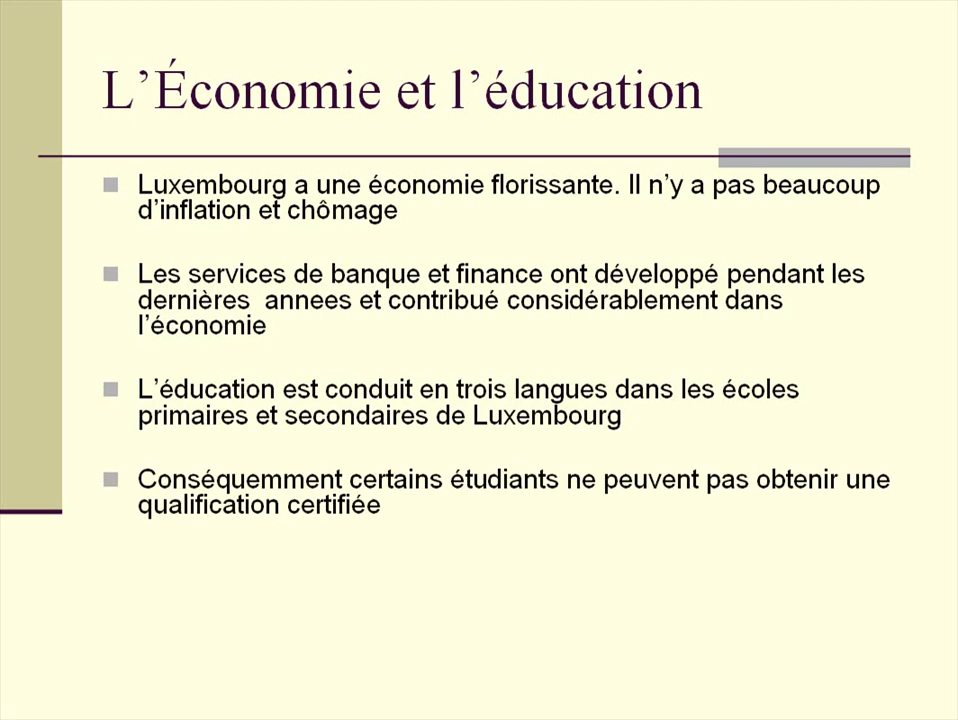 L’Économie et l’éducation
Luxembourg a une économie florissante. Il n’y a pas beaucoup
d’inflation et chômage
Les services de banque et finance ont développé pendant les
dernières  annees et contribué considérablement dans
l’économie
L’éducation est conduit en trois langues dans les écoles
primaires et secondaires de Luxembourg
Conséquemment certains étudiants ne peuvent pas obtenir une
qualification certifiée